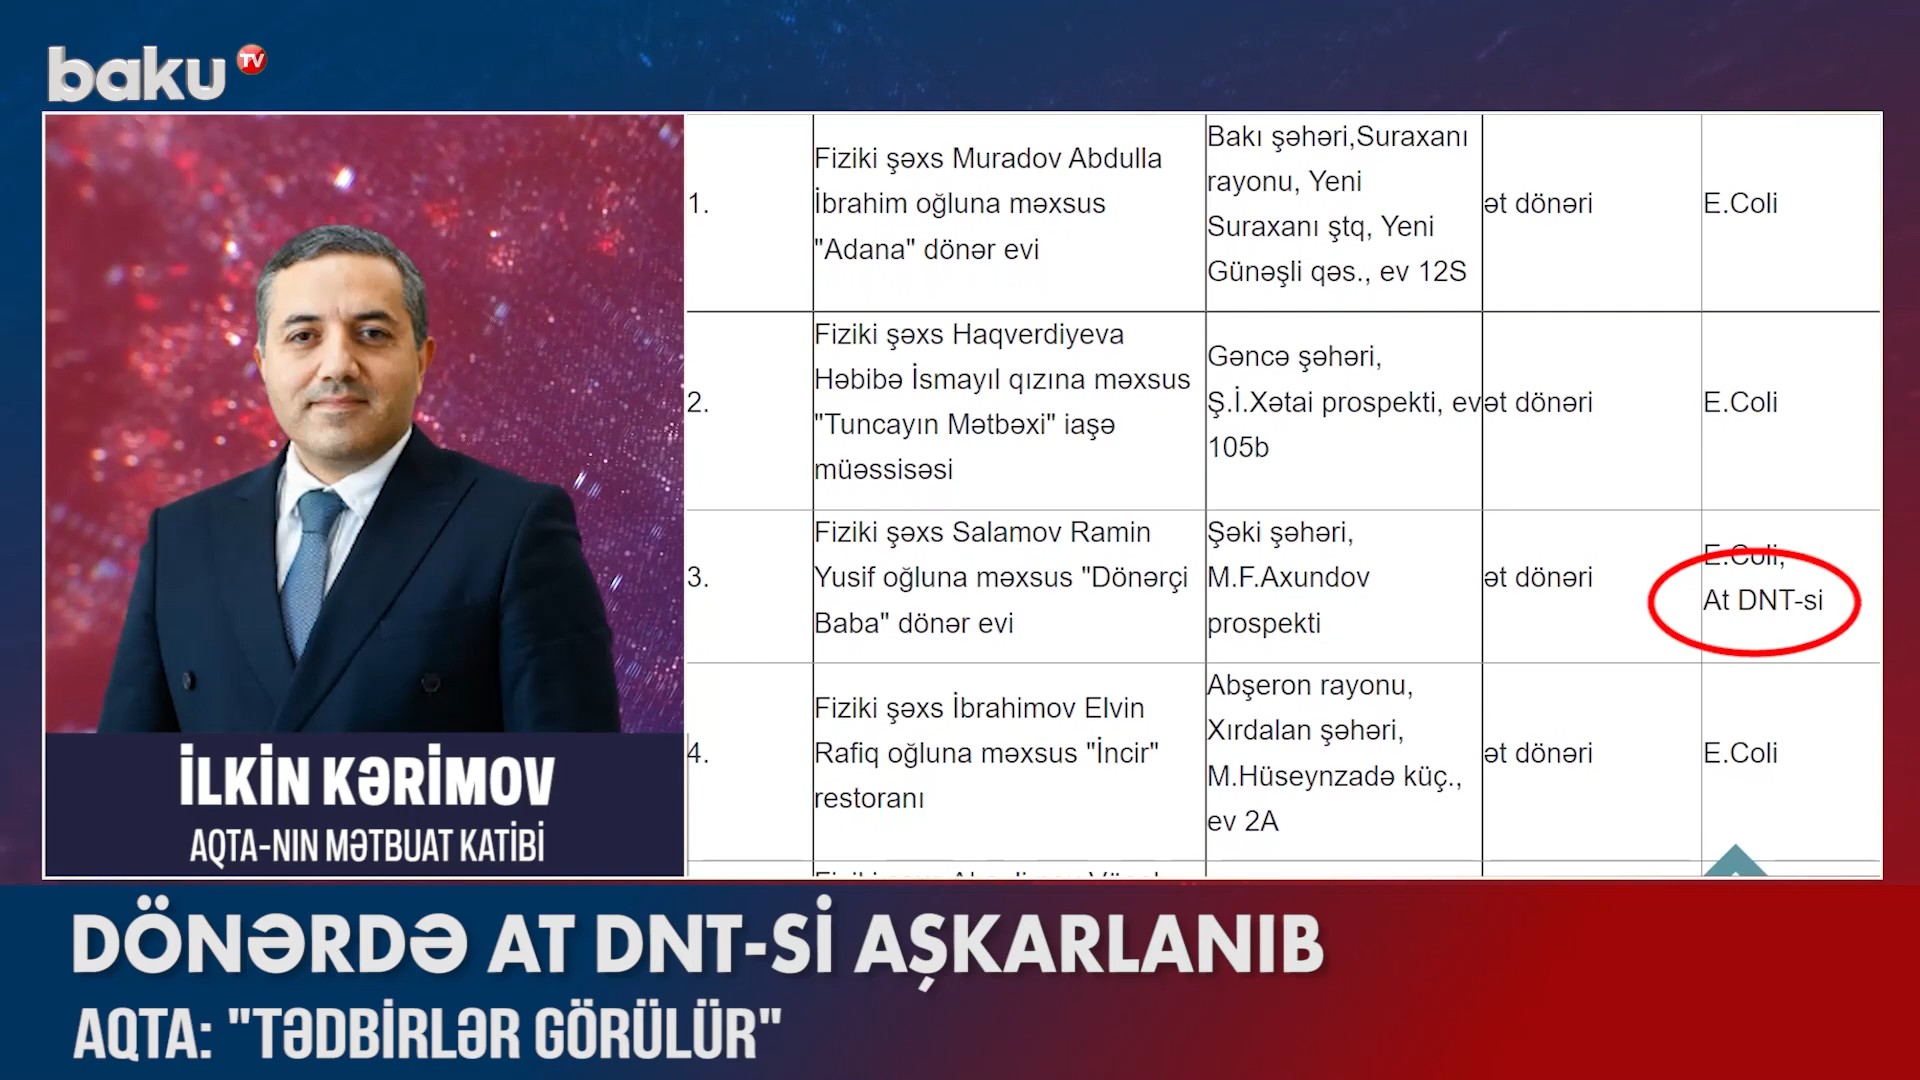 baku TV
1.
Fiziki şəxs Muradov Abdulla
İbrahim oğluna məxsus
"Adana" dönər evi
Bakı şəhəri,Suraxanı
rayonu, Yeni
Suraxanı ştq, Yeni
Günəşli qəs., ev 12S
ət dönəri
E.Coli
2.
Fiziki şəxs Haqverdiyeva
Həbibə İsmayıl qızına məxsus
"Tuncayın Mətbəxi" iaşə
müəssisəsi
Gəncə şəhəri,
Ş.İ.Xətai prospekti, ev
105b
ət dönəri
E.Coli
3.
Fiziki şəxs Salamov Ramin
Yusif oğluna məxsus "Dönərçi
Baba" dönər evi
Şəki şəhəri,
M.F.Axundov
prospekti
ət dönəri
E.Coli,
At DNT-si
4.
Fiziki şəxs İbrahimov Elvin
Rafiq oğluna məxsus "İncir"
restoranı
Abşeron rayonu,
Xırdalan şəhəri,
M.Hüseynzadə küç.,
ev 2A
ət dönəri
E.Coli
İLKİN KƏRİMOV
AQTA-NIN MƏTBUAT KATİBİ
DÖNƏRDƏ AT DNT-Sİ AŞKARLANIB
AQTA: "TƏDBİRLƏR GÖRÜLÜR"